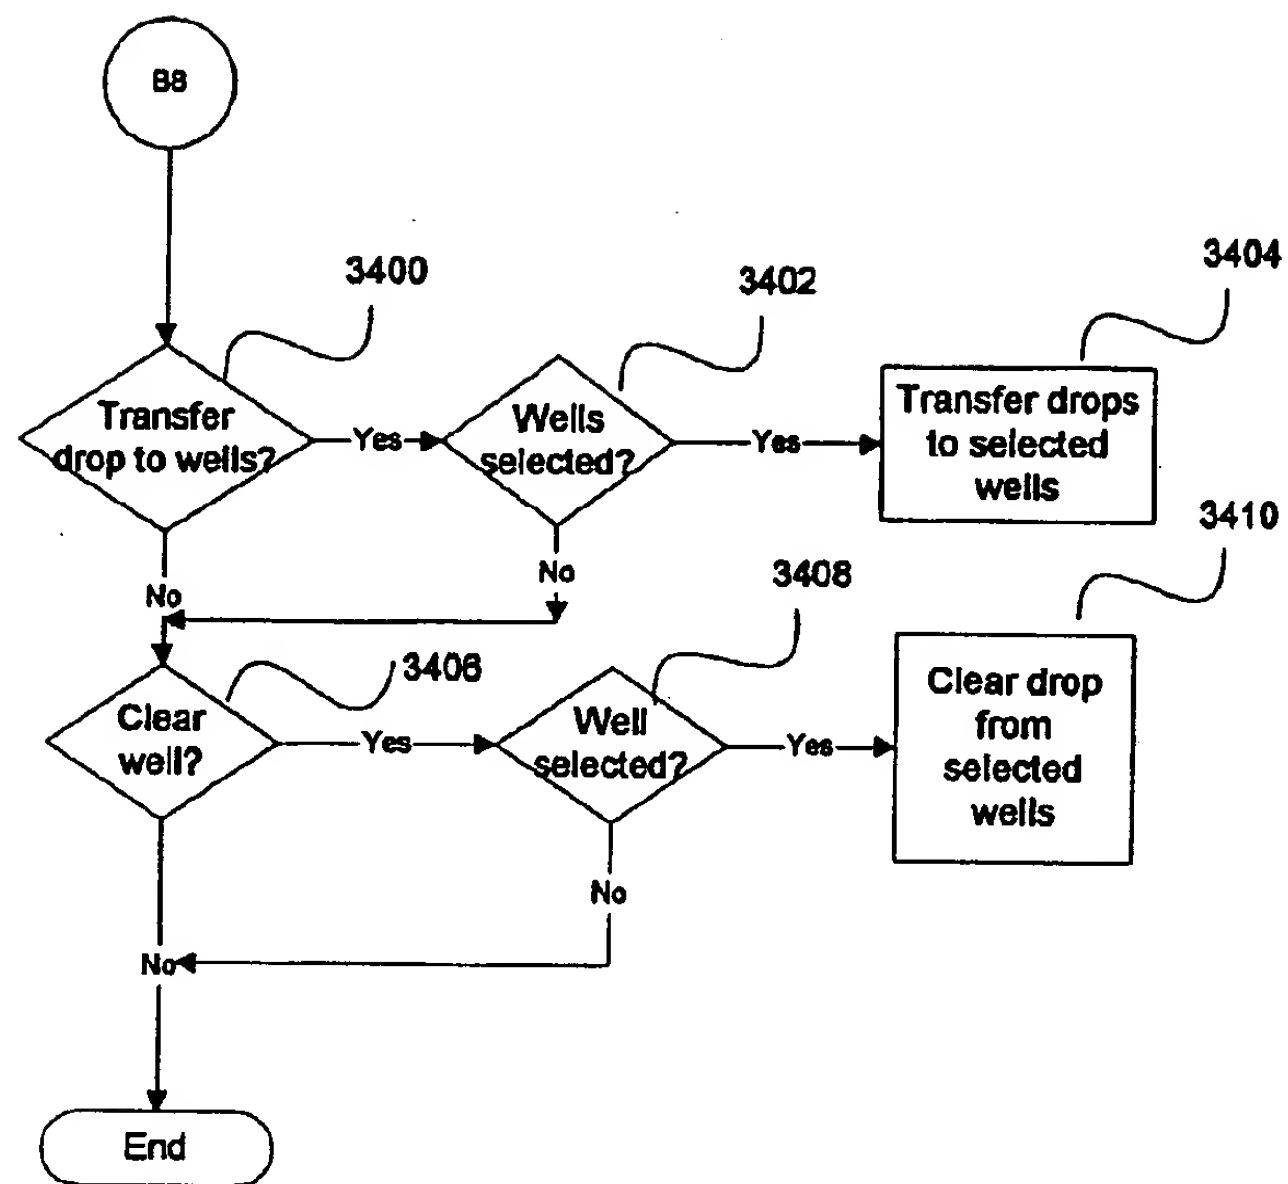 B8
3400
3402
3404
Transfer
drop to wells?
Yes
Wells
selected?
Yes
Transfer drops
to selected
wells
No
No
3406
3408
3410
Clear
well?
Yes
Well
selected?
Yes
Clear drop
from
selected
wells
No
No
End